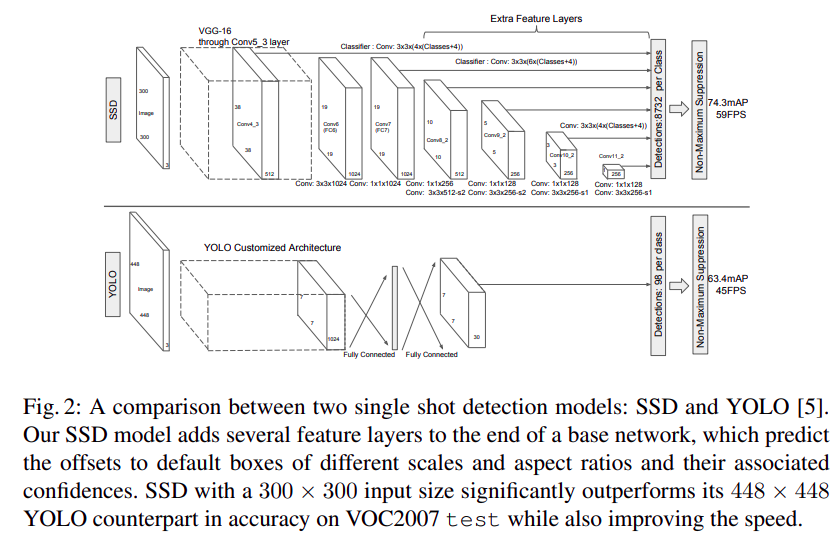 Extra Feature Layers
VGG-16
through Conv5_3 layer
Classifier : Conv: 3x3x(4x(Classes+4))
Classifier : Conv: 3x3x(6x(Classes+4))
Conv: 3x3x(4x(Classes+4))
SSD
300
Image
300
3
38
Conv4_3
38
512
19
Conv6
(FC6)
19
1024
19
Conv7
(FC7)
19
1024
10
Conv8_2
10
512
5
Conv9_2
5
256
3
Conv10_2
3
256
Conv11_2
256
Conv: 3x3x1024
Conv: 1x1x1024
Conv: 1x1x256
Conv: 3x3x512-s2
Conv: 1x1x128
Conv: 3x3x256-s2
Conv: 1x1x128
Conv: 3x3x256-s1
Conv: 1x1x128
Conv: 3x3x256-s1
Detections:8732 per Class
Non-Maximum Suppression
74.3mAP
59FPS
YOLO
448
Image
448
3
YOLO Customized Architecture
7
7
1024
Fully Connected
Fully Connected
7
7
30
Detections: 98 per class
Non-Maximum Suppression
63.4mAP
45FPS
Fig. 2: A comparison between two single shot detection models: SSD and YOLO [5].
Our SSD model adds several feature layers to the end of a base network, which predict
the offsets to default boxes of different scales and aspect ratios and their associated
confidences. SSD with a 300 × 300 input size significantly outperforms its 448 × 448
YOLO counterpart in accuracy on VOC2007 test while also improving the speed.